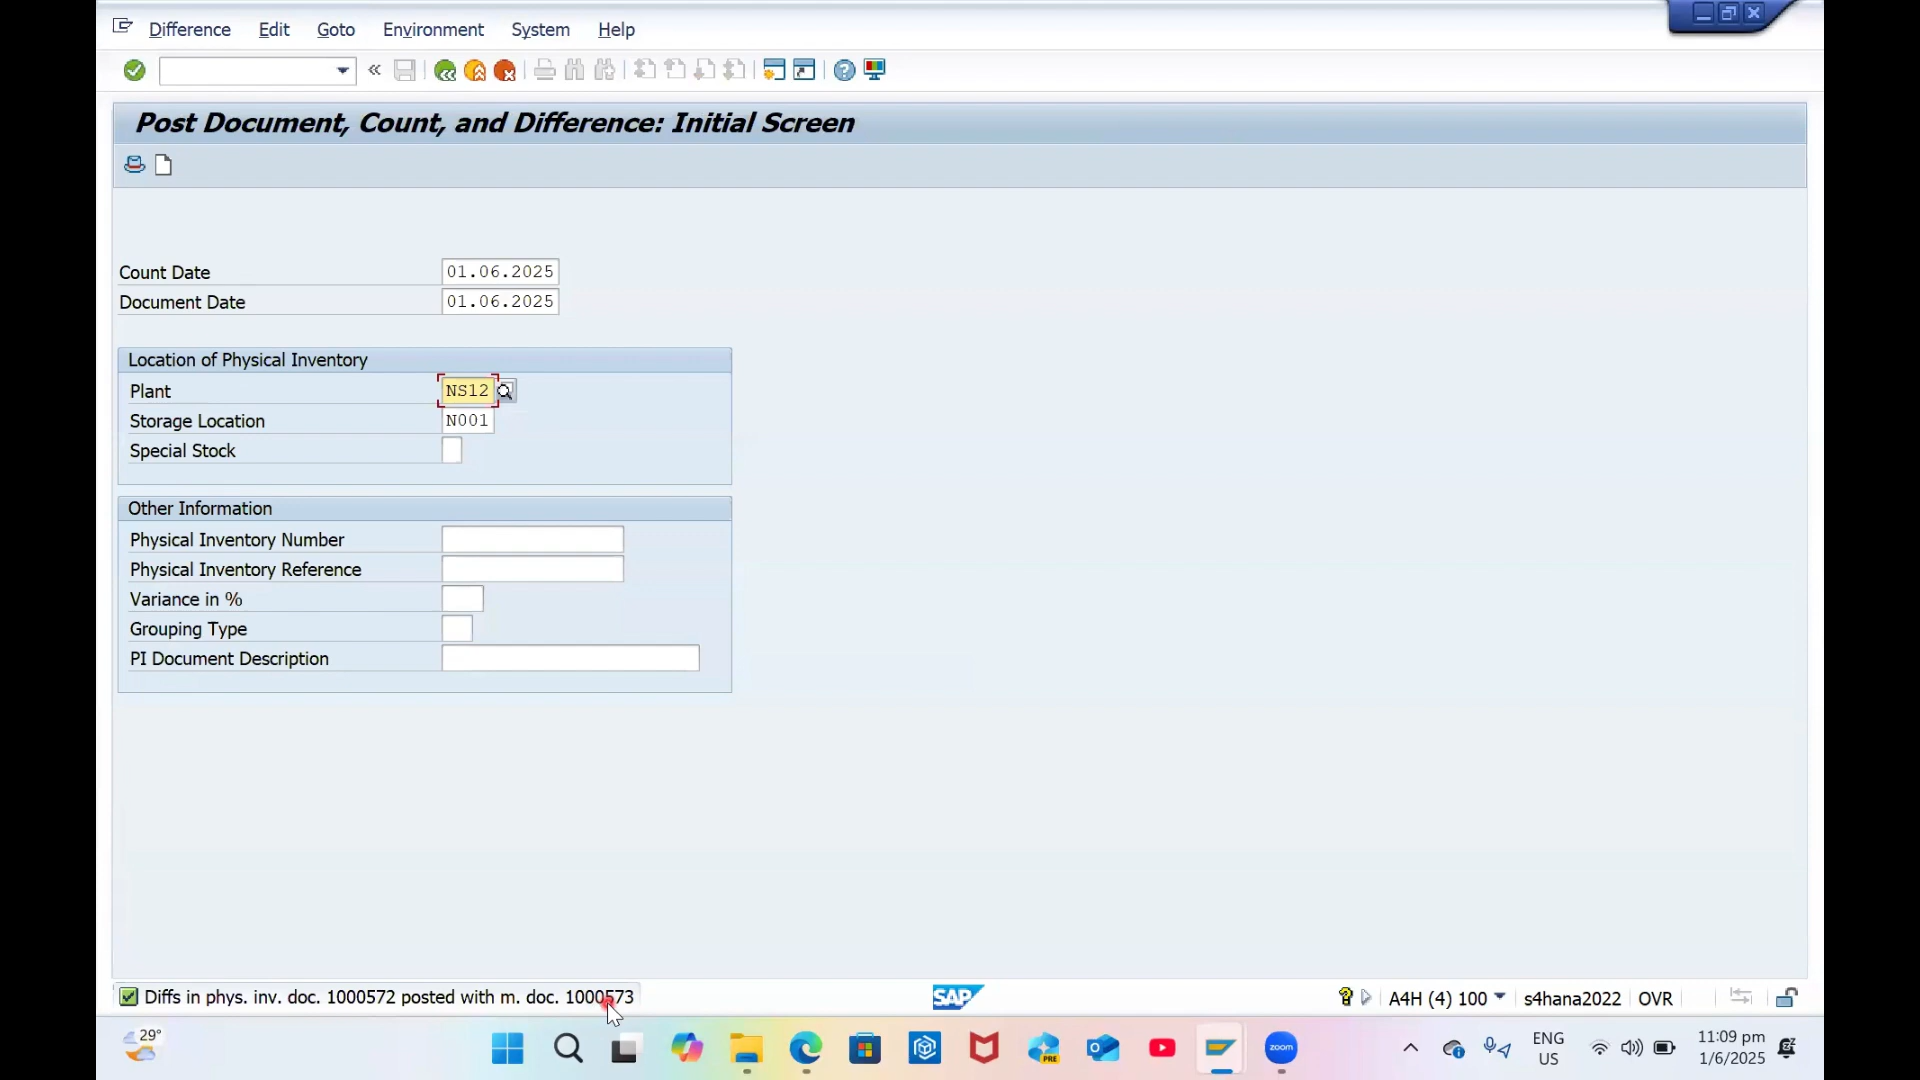 Difference Edit Goto Environment System Help
Post Document, Count, and Difference: Initial Screen
Count Date 01.06.2025
Document Date 01.06.2025
Location of Physical Inventory
Plant NS12
Storage Location N001
Special Stock
Other Information
Physical Inventory Number
Physical Inventory Reference
Variance in %
Grouping Type
PI Document Description
Diffs in phys. inv. doc. 1000572 posted with m. doc. 1000573
SAP
A4H (4) 100
s4hana2022
OVR
29°
PRE
zoom
ENG
US
11:09 pm
1/6/2025